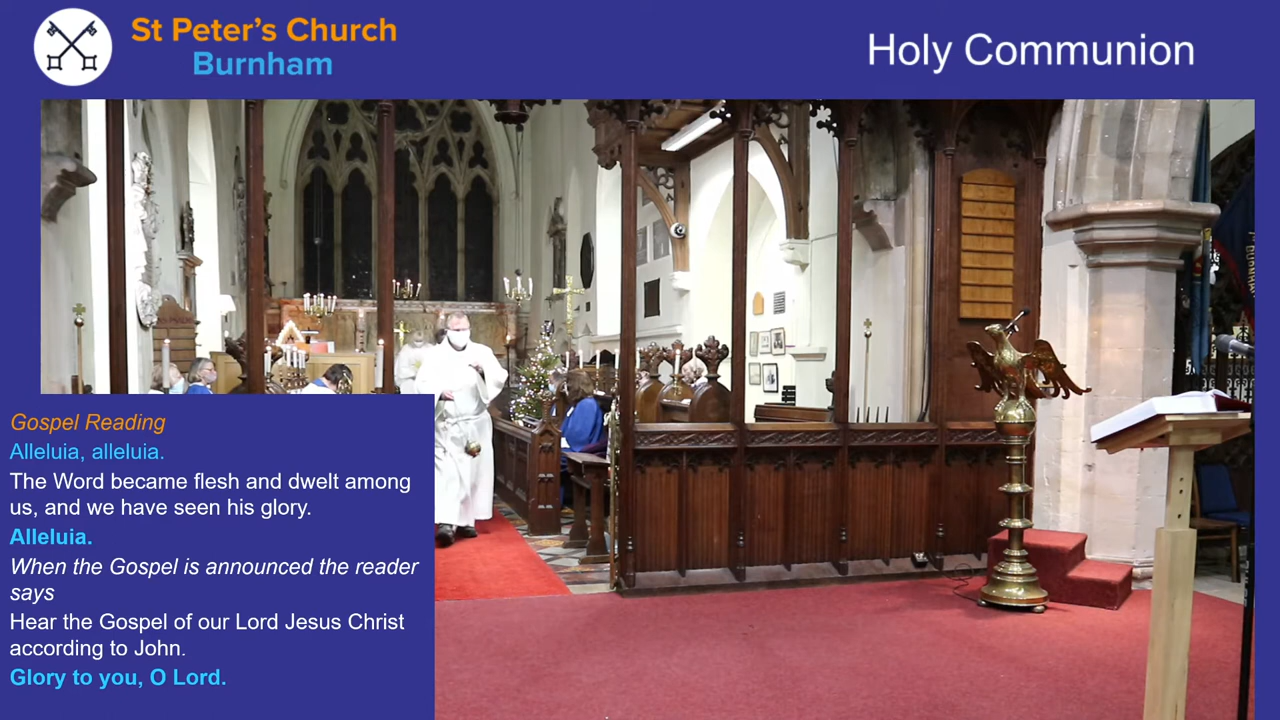 St Peter's Church
Burnham
Holy Communion
Gospel Reading
Alleluia, alleluia.
The Word became flesh and dwelt among
us, and we have seen his glory.
Alleluia.
When the Gospel is announced the reader
says
Hear the Gospel of our Lord Jesus Christ
according to John.
Glory to you, O Lord.